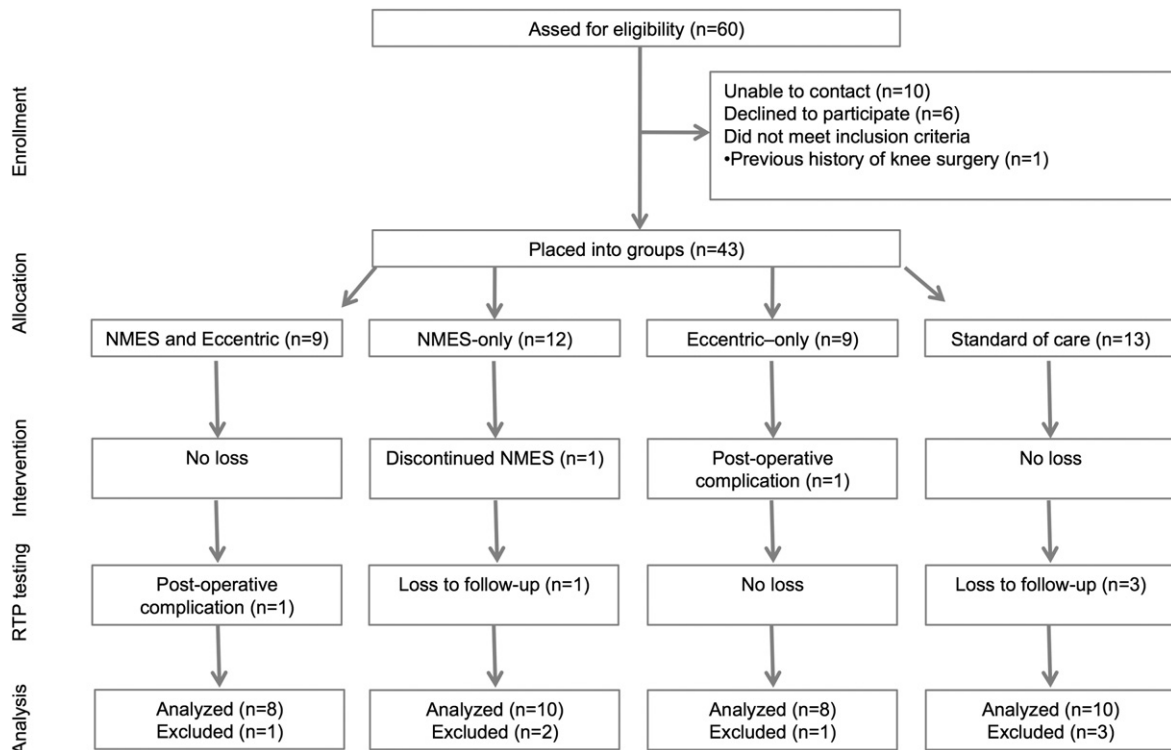 Assed for eligibility (n=60)
Enrollment
Unable to contact (n=10)
Declined to participate (n=6)
Did not meet inclusion criteria
•Previous history of knee surgery (n=1)
Allocation
Placed into groups (n=43)
NMES and Eccentric (n=9)
NMES-only (n=12)
Eccentric–only (n=9)
Standard of care (n=13)
Intervention
No loss
Discontinued NMES (n=1)
Post-operative
complication (n=1)
No loss
RTP testing
Post-operative
complication (n=1)
Loss to follow-up (n=1)
No loss
Loss to follow-up (n=3)
Analysis
Analyzed (n=8)
Excluded (n=1)
Analyzed (n=10)
Excluded (n=2)
Analyzed (n=8)
Excluded (n=1)
Analyzed (n=10)
Excluded (n=3)